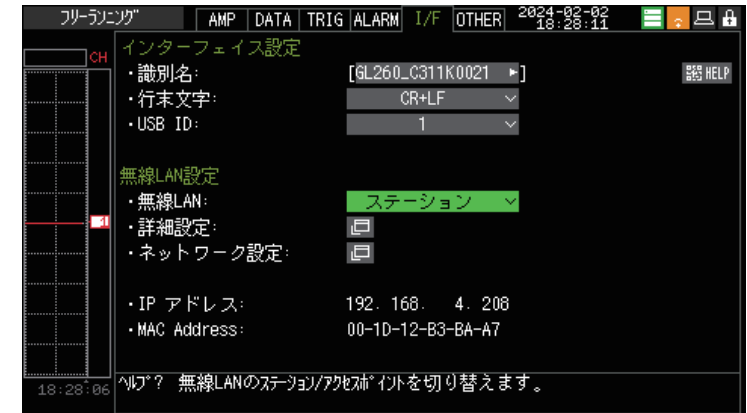 フリーランニング AMP DATA TRIG ALARM I/F OTHER 2024-02-02 18:28:11
CH
インターフェイス設定
・識別名: [GL260_C311K0021 ►] HELP
・行末文字: CR+LF
・USB ID: 1
無線LAN設定
・無線LAN: ステーション
1
・詳細設定:
・ネットワーク設定:
・IP アドレス: 192. 168. 4. 208
・MAC Address: 00-1D-12-B3-BA-A7
18:28:06
ヘルプ? 無線LANのステーション/アクセスポイントを切り替えます。